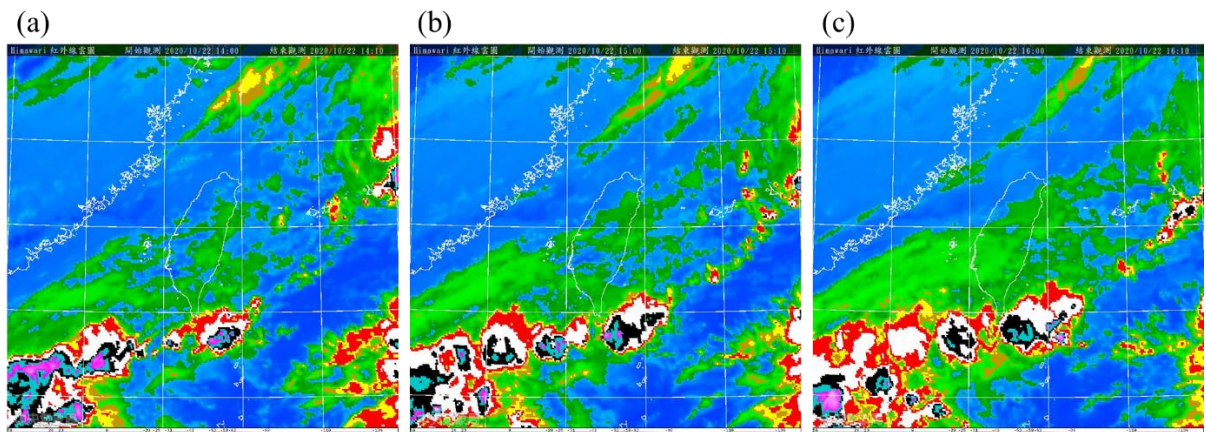 (a)
(b)
(c)
Himawari 紅外線雲圖 開始觀測 2020/10/22 14:00 結束觀測 2020/10/22 14:10
Himawari 紅外線雲圖 開始觀測 2020/10/22 15:00 結束觀測 2020/10/22 15:10
Himawari 紅外線雲圖 開始觀測 2020/10/22 16:00 結束觀測 2020/10/22 16:10